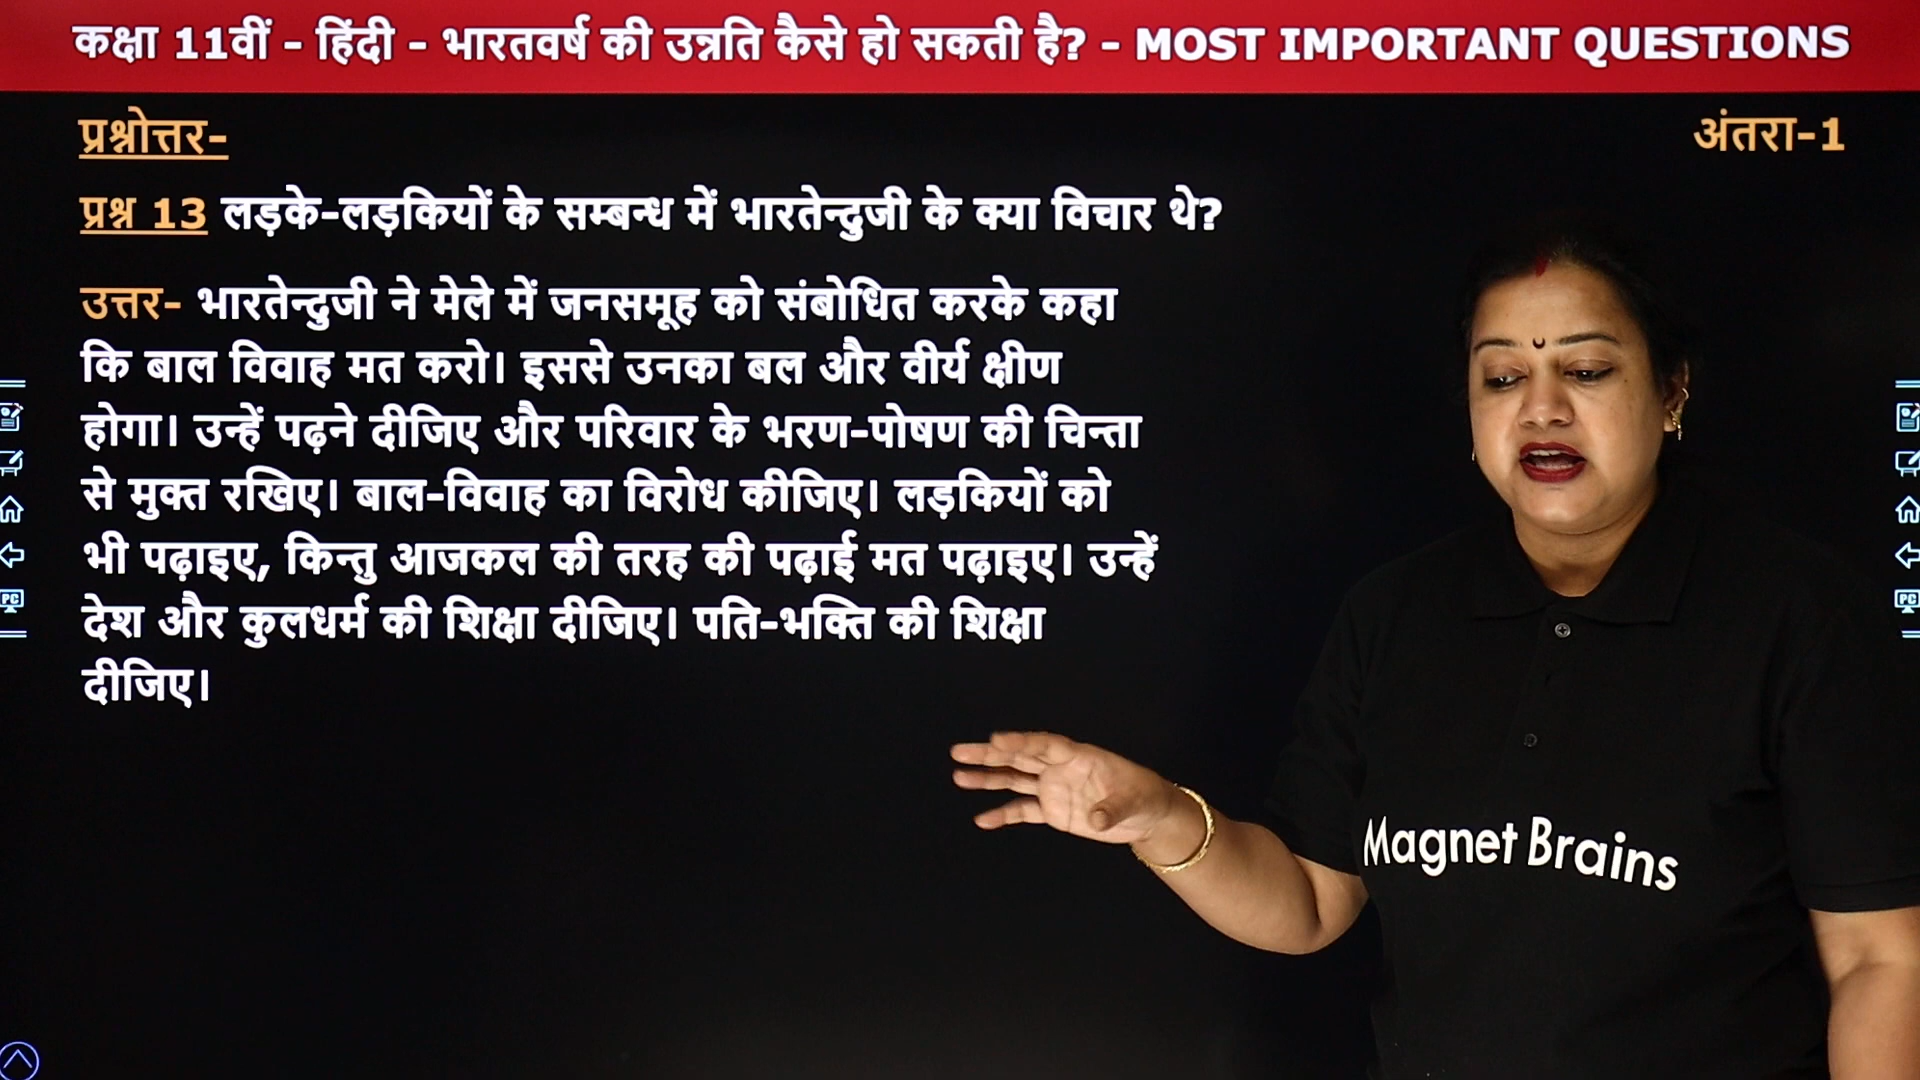 कक्षा 11वीं - हिंदी - भारतवर्ष की उन्नति कैसे हो सकती है? - MOST IMPORTANT QUESTIONS
प्रश्नोत्तर-
अंतरा-1
प्रश्न 13 लड़के-लड़कियों के सम्बन्ध में भारतेन्दुजी के क्या विचार थे?
उत्तर- भारतेन्दुजी ने मेले में जनसमूह को संबोधित करके कहा
कि बाल विवाह मत करो। इससे उनका बल और वीर्य क्षीण
होगा। उन्हें पढ़ने दीजिए और परिवार के भरण-पोषण की चिन्ता
से मुक्त रखिए। बाल-विवाह का विरोध कीजिए। लड़कियों को
भी पढ़ाइए, किन्तु आजकल की तरह की पढ़ाई मत पढ़ाइए। उन्हें
देश और कुलधर्म की शिक्षा दीजिए। पति-भक्ति की शिक्षा
दीजिए।
Magnet Brains
PC
PC